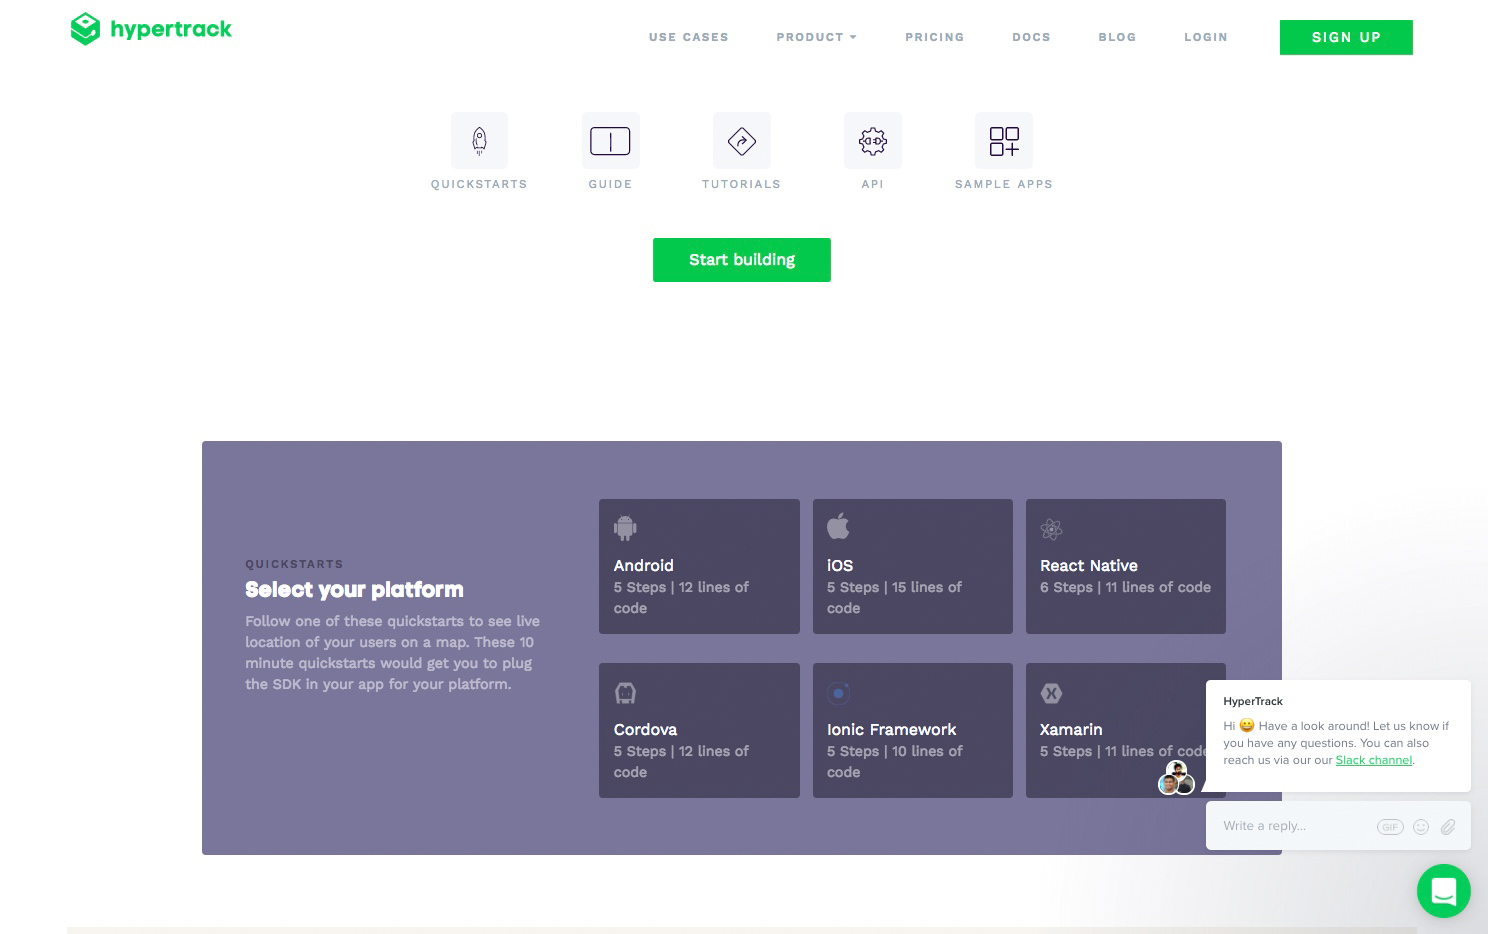 hypertrack
USE CASES
PRODUCT
PRICING
DOCS
BLOG
LOGIN
SIGN UP
QUICKSTARTS
GUIDE
TUTORIALS
API
SAMPLE APPS
Start building
QUICKSTARTS
Select your platform
Follow one of these quickstarts to see live
location of your users on a map. These 10
minute quickstarts would get you to plug
the SDK in your app for your platform.
Android
5 Steps | 12 lines of
code
iOS
5 Steps | 15 lines of
code
React Native
6 Steps | 11 lines of code
Cordova
5 Steps | 12 lines of
code
Ionic Framework
5 Steps | 10 lines of
code
Xamarin
5 Steps | 11 lines of code
HyperTrack
Hi 😀 Have a look around! Let us know if
you have any questions. You can also
reach us via our our Slack channel.
Write a reply...
GIF